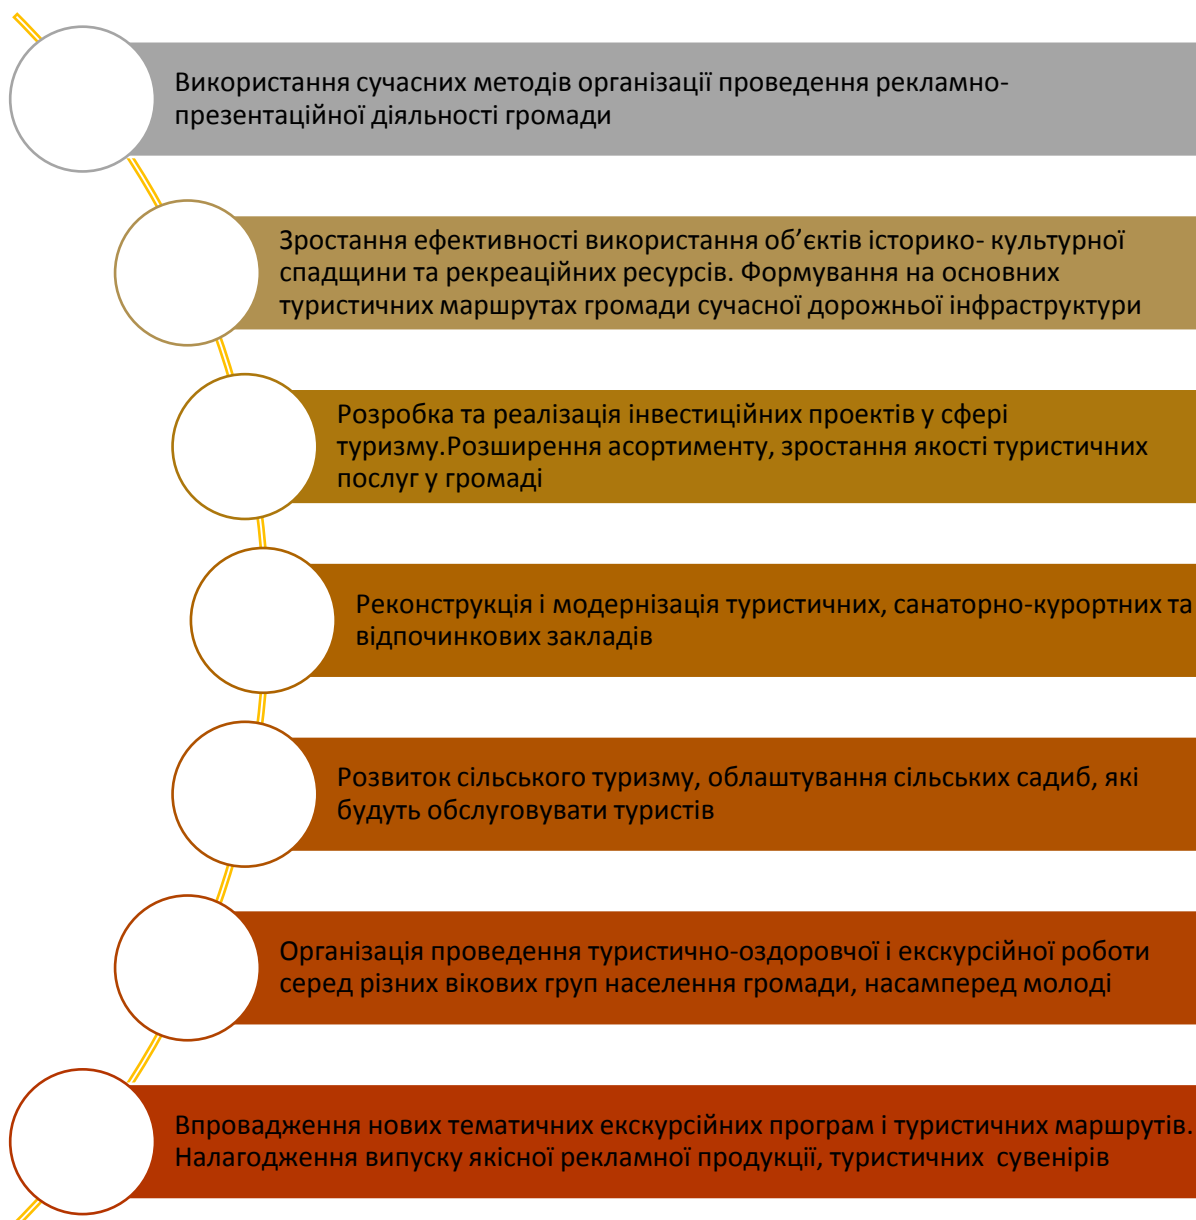 Використання сучасних методів організації проведення рекламно-
презентаційної діяльності громади
Зростання ефективності використання об’єктів історико- культурної
спадщини та рекреаційних ресурсів. Формування на основних
туристичних маршрутах громади сучасної дорожньої інфраструктури
Розробка та реалізація інвестиційних проектів у сфері
туризму.Розширення асортименту, зростання якості туристичних
послуг у громаді
Реконструкція і модернізація туристичних, санаторно-курортних та
відпочинкових закладів
Розвиток сільського туризму, облаштування сільських садиб, які
будуть обслуговувати туристів
Організація проведення туристично-оздоровчої і екскурсійної роботи
серед різних вікових груп населення громади, насамперед молоді
Впровадження нових тематичних екскурсійних програм і туристичних маршрутів.
Налагодження випуску якісної рекламної продукції, туристичних  сувенірів